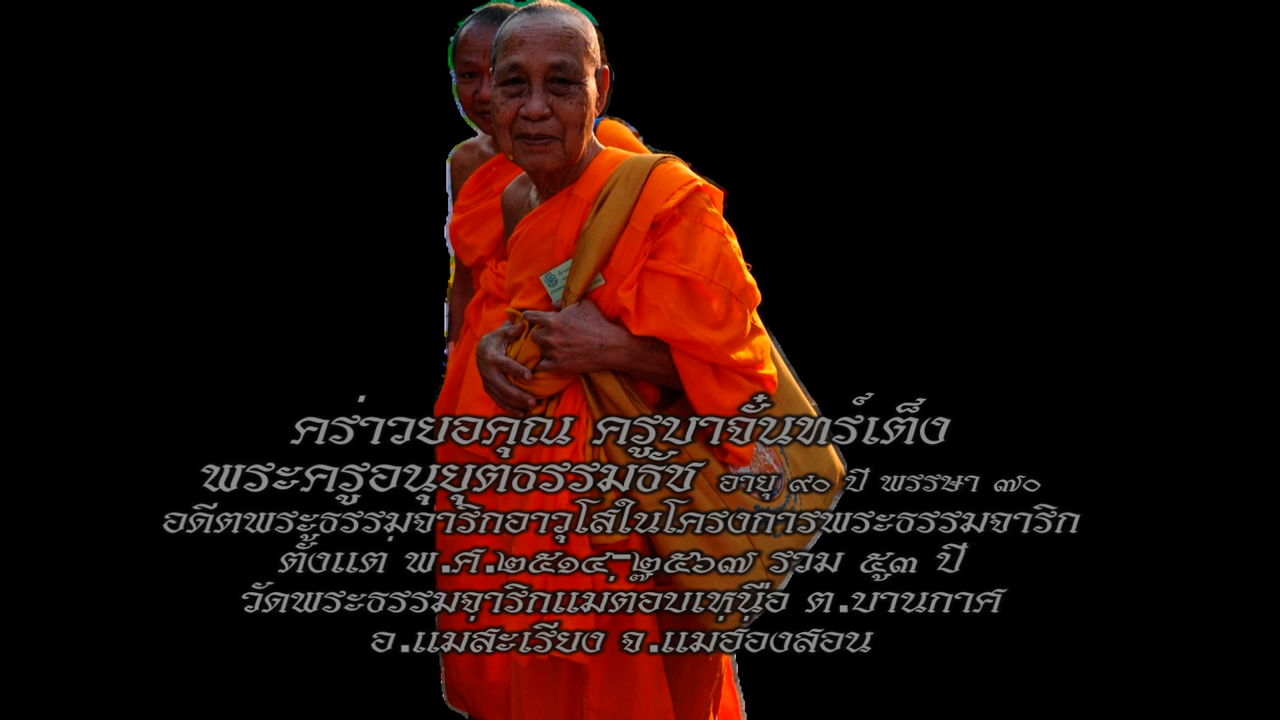 คร่าวยอคุณ ครูบาจั๋นทร์เต็ง
พระครูอนุยุตธรรมรัช อายุ ๙๐ ปี พรรษา ๗๐
อดีตพระธรรมจาริกอาวุโสในโครงการพระธรรมจาริก
ตั้งแต่ พ.ศ.๒๕๑๔-๒๕๖๗ รวม ๕๓ ปี
วัดพระธรรมจาริกแม่ต๊อบเหนือ ต.บ้านกาศ
อ.แม่สะเรียง จ.แม่ฮ่องสอน